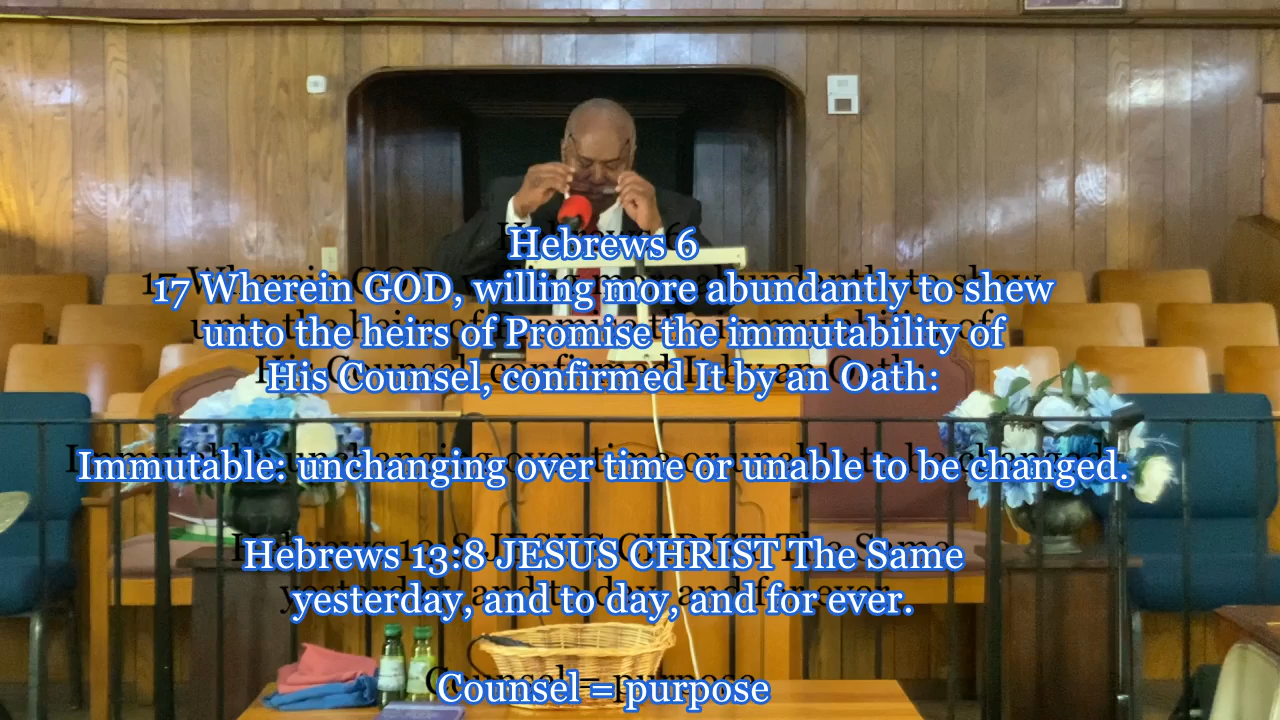 Hebrews 6
17 Wherein GOD, willing more abundantly to shew
unto the heirs of Promise the immutability of
His Counsel, confirmed It by an Oath:
Immutable: unchanging over time or unable to be changed.
Hebrews 13:8 JESUS CHRIST The Same
yesterday, and to day, and for ever.
Counsel = purpose